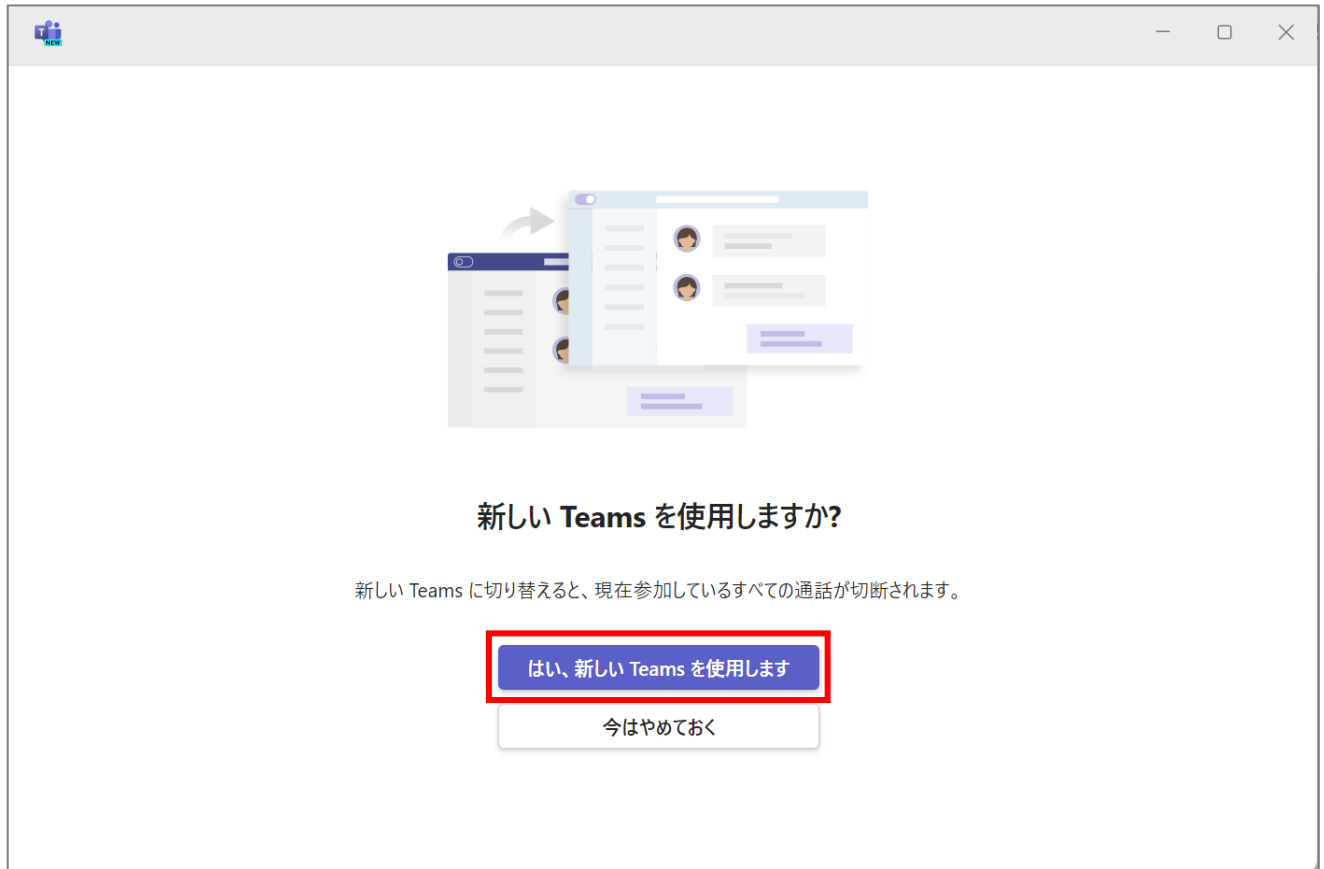 T
NEW
新しい Teams を使用しますか?
新しい Teams に切り替えると、現在参加しているすべての通話が切断されます。
はい、新しい Teams を使用します
今はやめておく